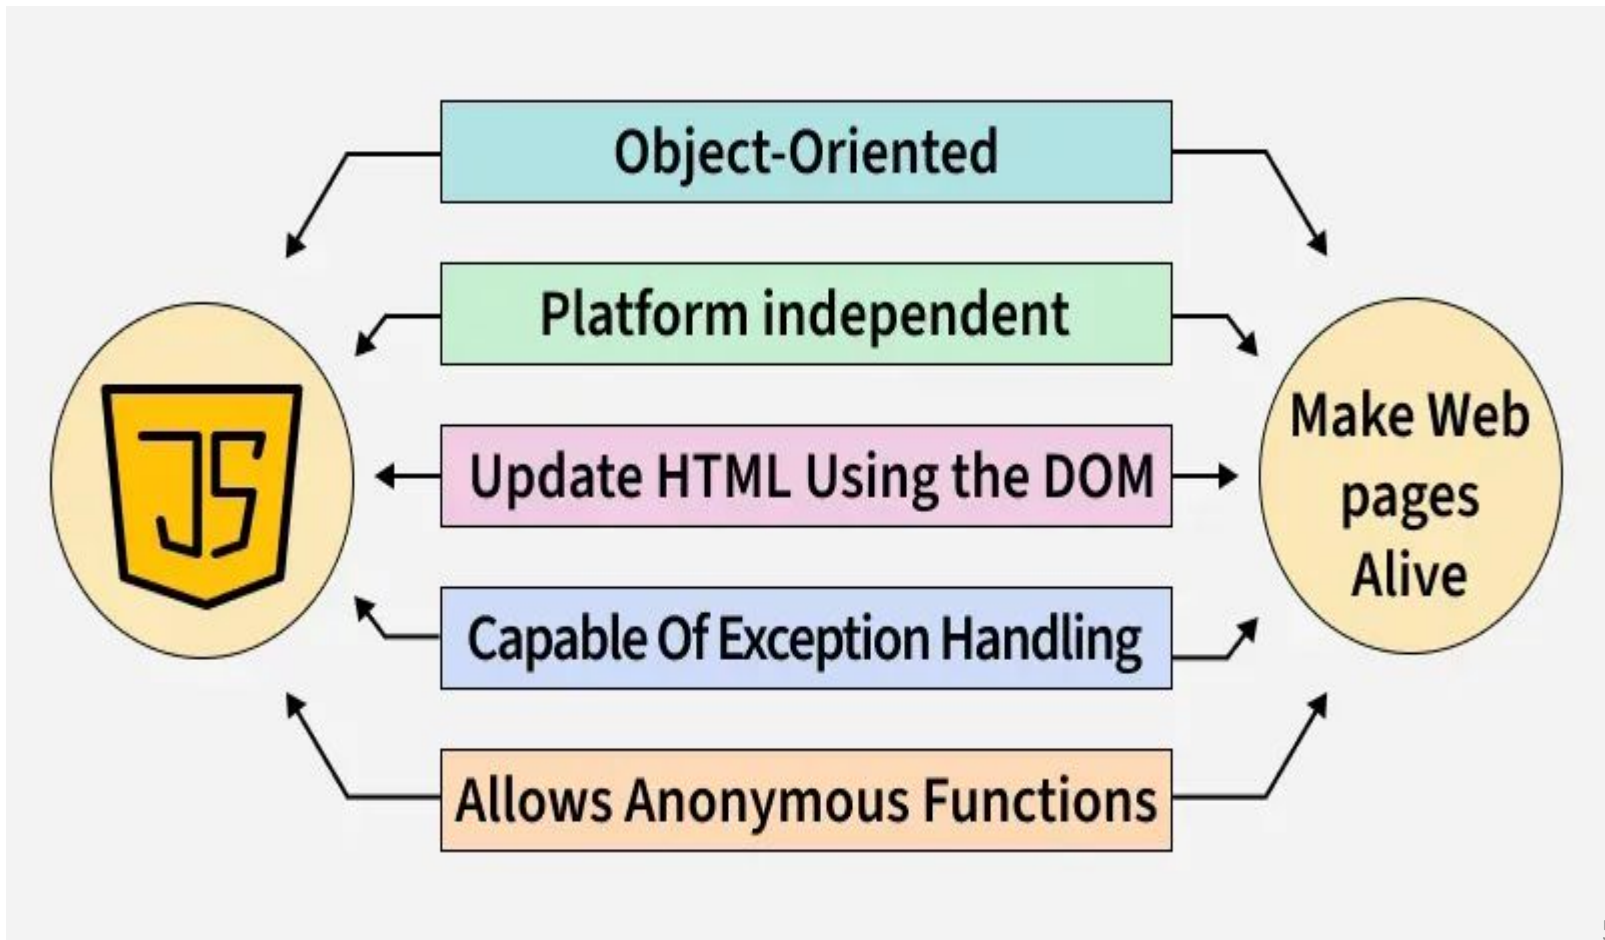 Object-Oriented
Platform independent
Update HTML Using the DOM
Capable Of Exception Handling
Allows Anonymous Functions
JS
Make Web
pages
Alive